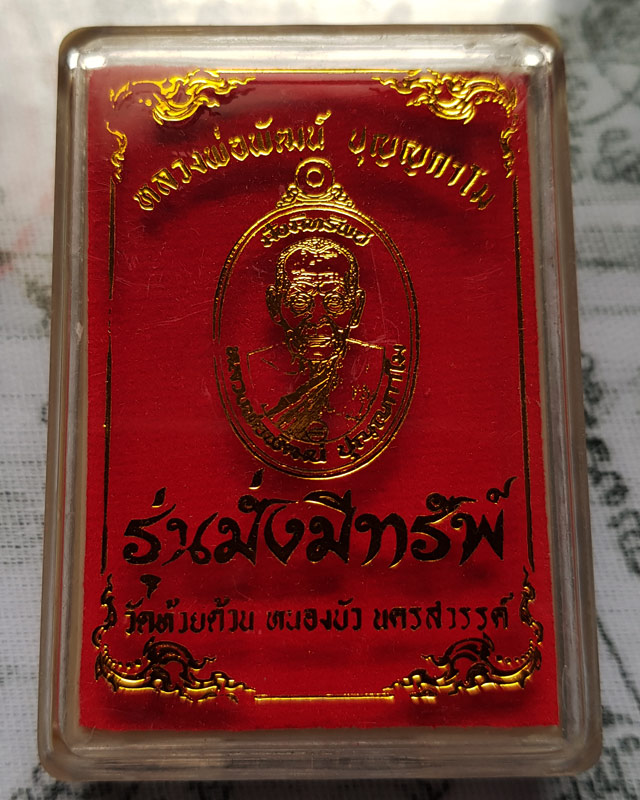 หลวงพ่อพัฒน์ ปุญญกาโม
มั่งมีทรัพย์
หลวงพ่อพัฒน์ ปุญญกาโม
รุ่นมั่งมีทรัพย์
วัดห้วยด้วน หนองบัว นครสวรรค์